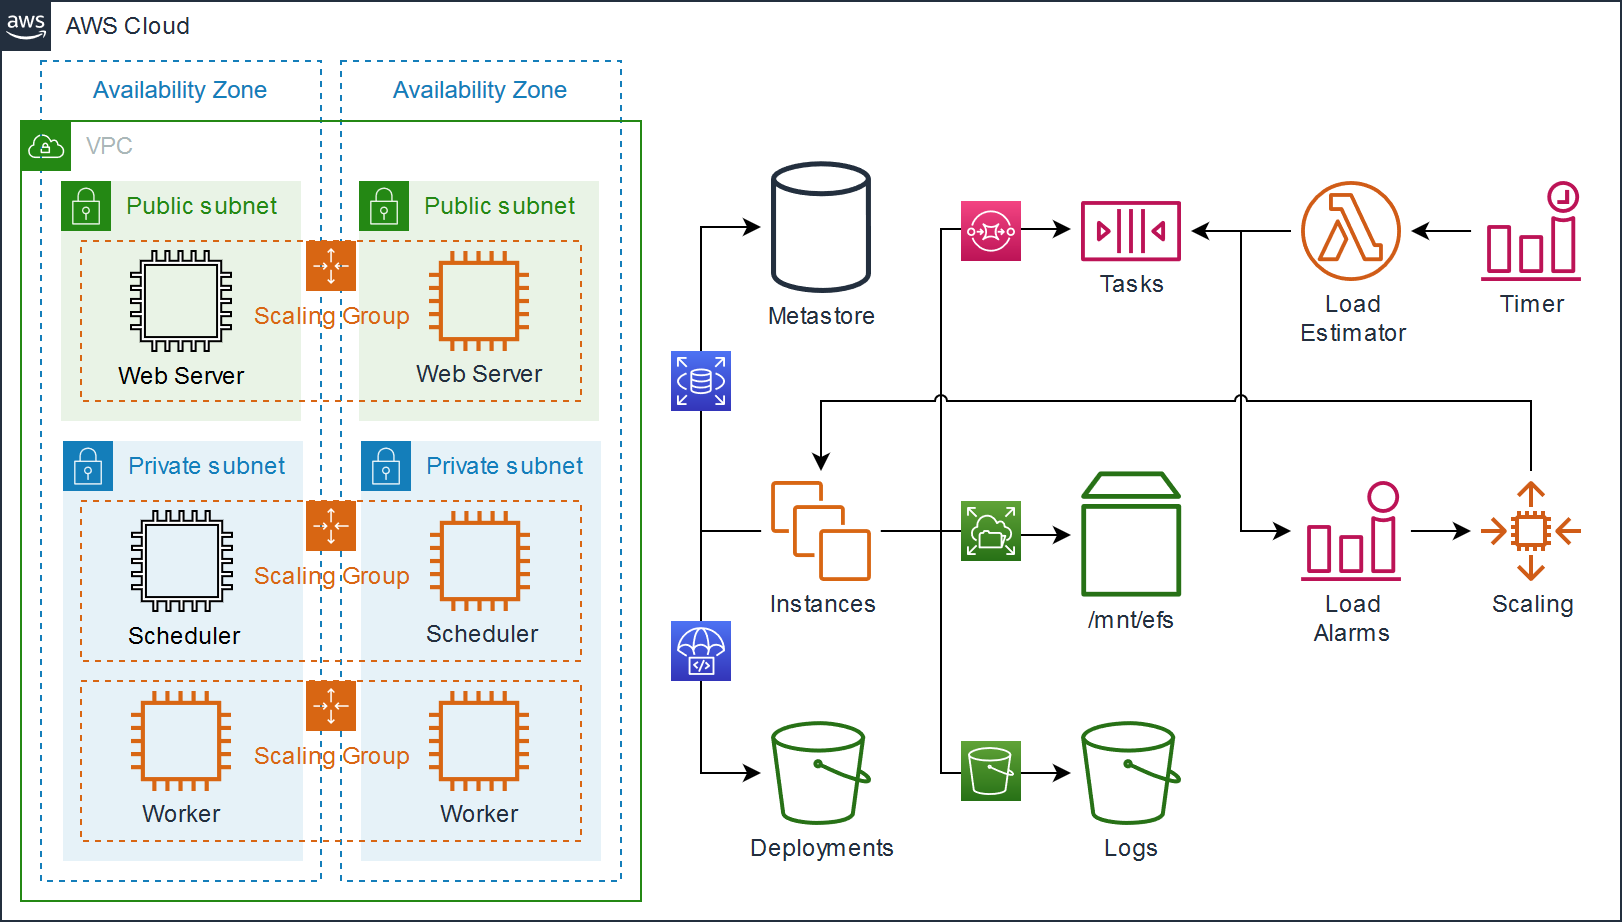 aws
AWS Cloud
Availability Zone
Availability Zone
VPC
Public subnet
Public subnet
Scaling Group
Web Server
Web Server
Private subnet
Private subnet
Scaling Group
Scheduler
Scheduler
Scaling Group
Worker
Worker
Metastore
Tasks
Load
Estimator
Timer
Instances
/mnt/efs
Load
Alarms
Scaling
</>
Deployments
Logs